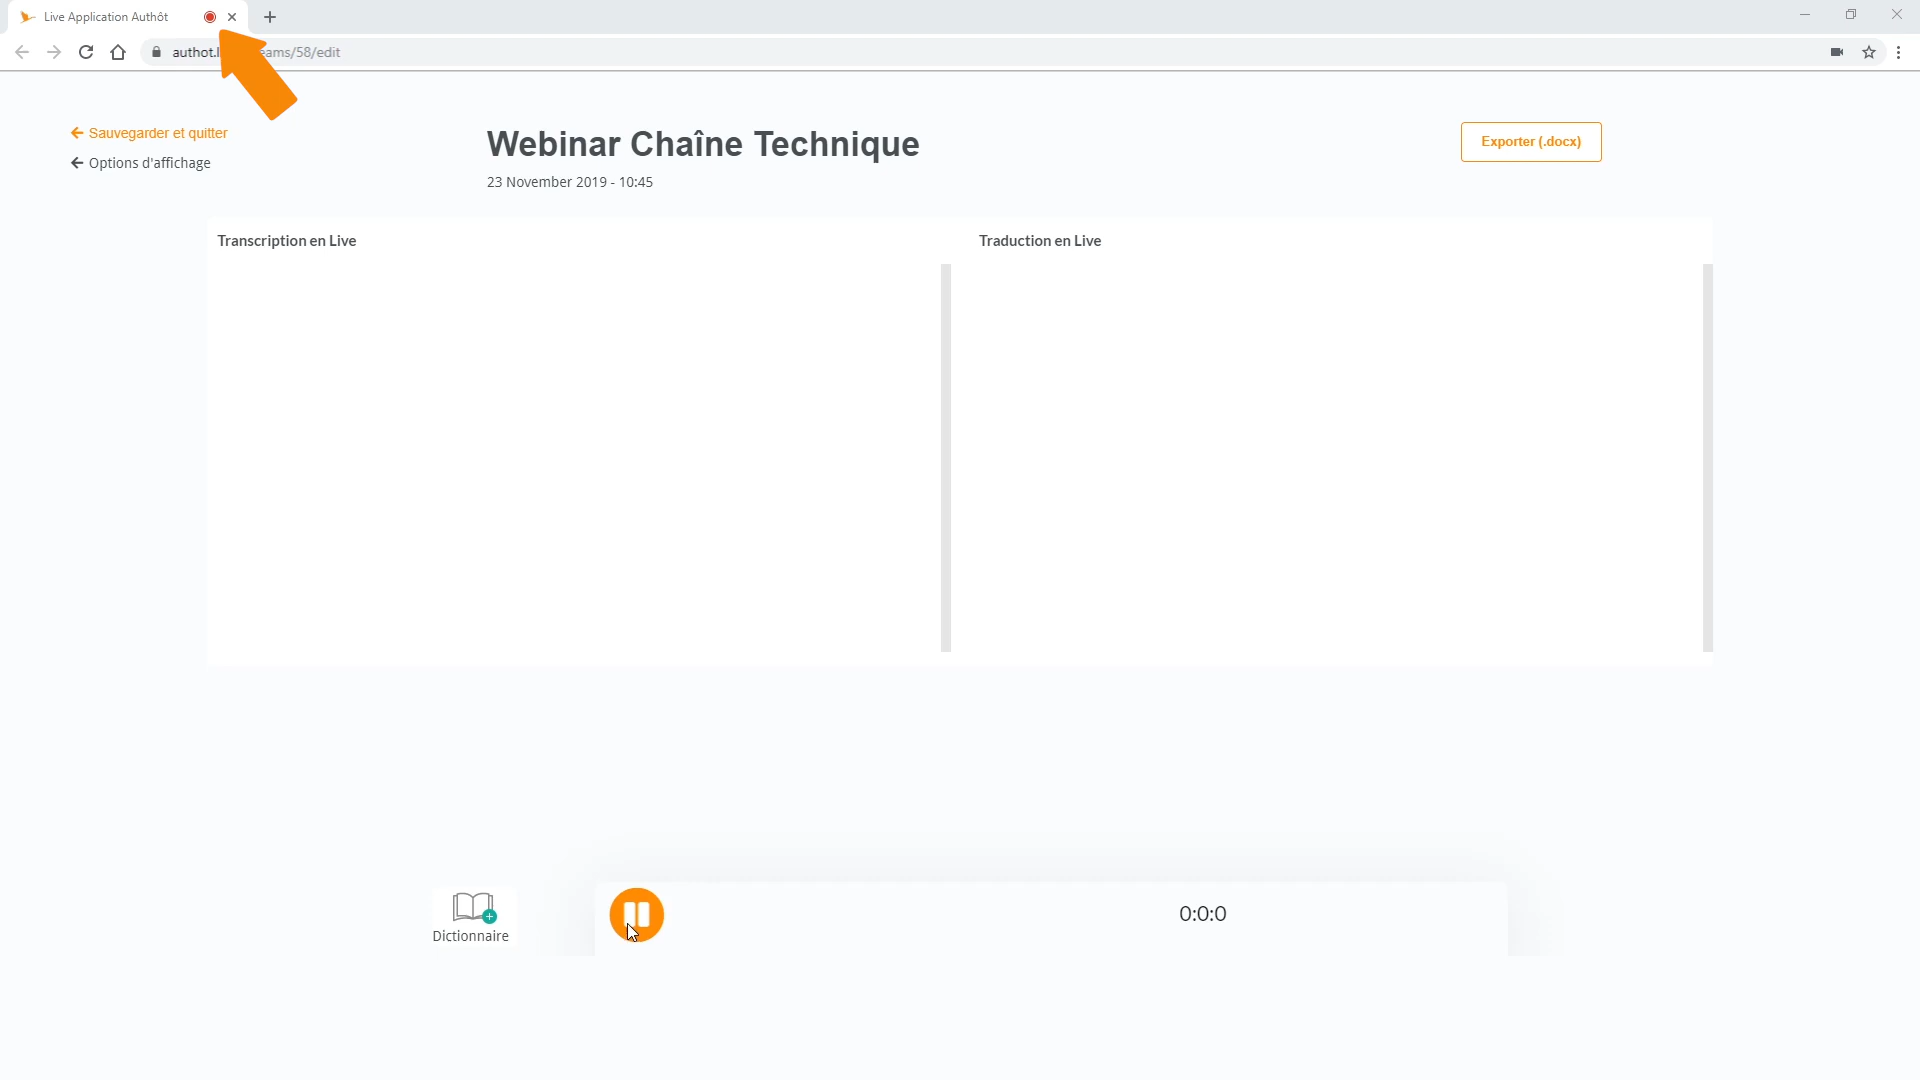 Live Application Authôt
authot.l
eams/58/edit
Sauvegarder et quitter
Options d'affichage
Webinar Chaîne Technique
23 November 2019 - 10:45
Exporter (.docx)
Transcription en Live
Traduction en Live
Dictionnaire
0:0:0